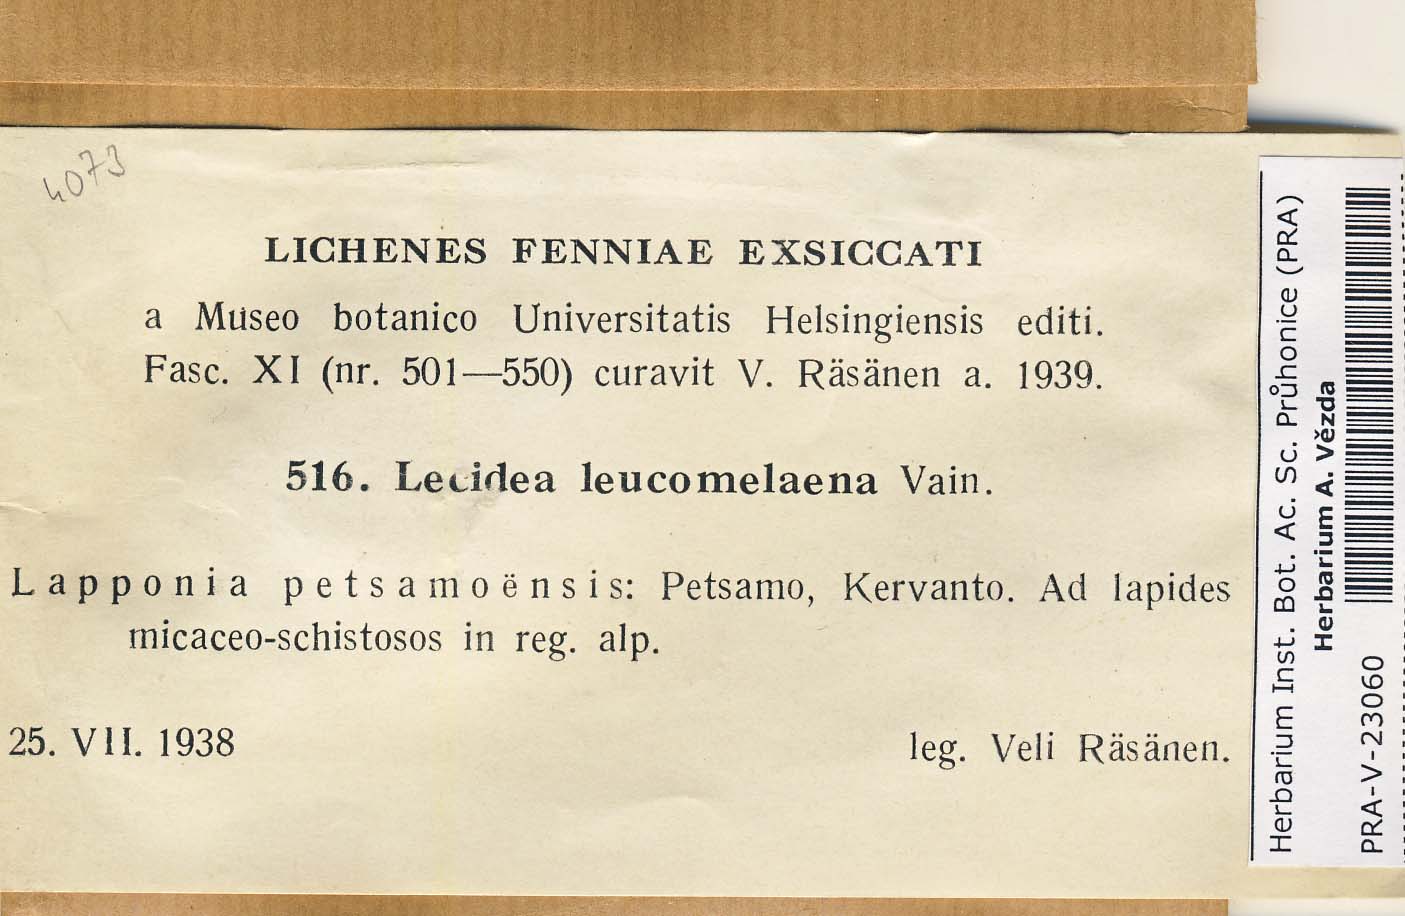 4073
LICHENES FENNIAE EXSICCATI
a Museo botanico Universitatis Helsingiensis editi.
Fasc. XI (nr. 501—550) curavit V. Räsänen a. 1939.
516. Lecidea leucomelaena Vain.
Lapponia petsamoënsis: Petsamo, Kervanto. Ad lapides
micaceo-schistosos in reg. alp.
25. VII. 1938
leg. Veli Räsänen.
Herbarium Inst. Bot. Ac. Sc. Průhonice (PRA)
Herbarium A. Vězda
PRA-V-23060